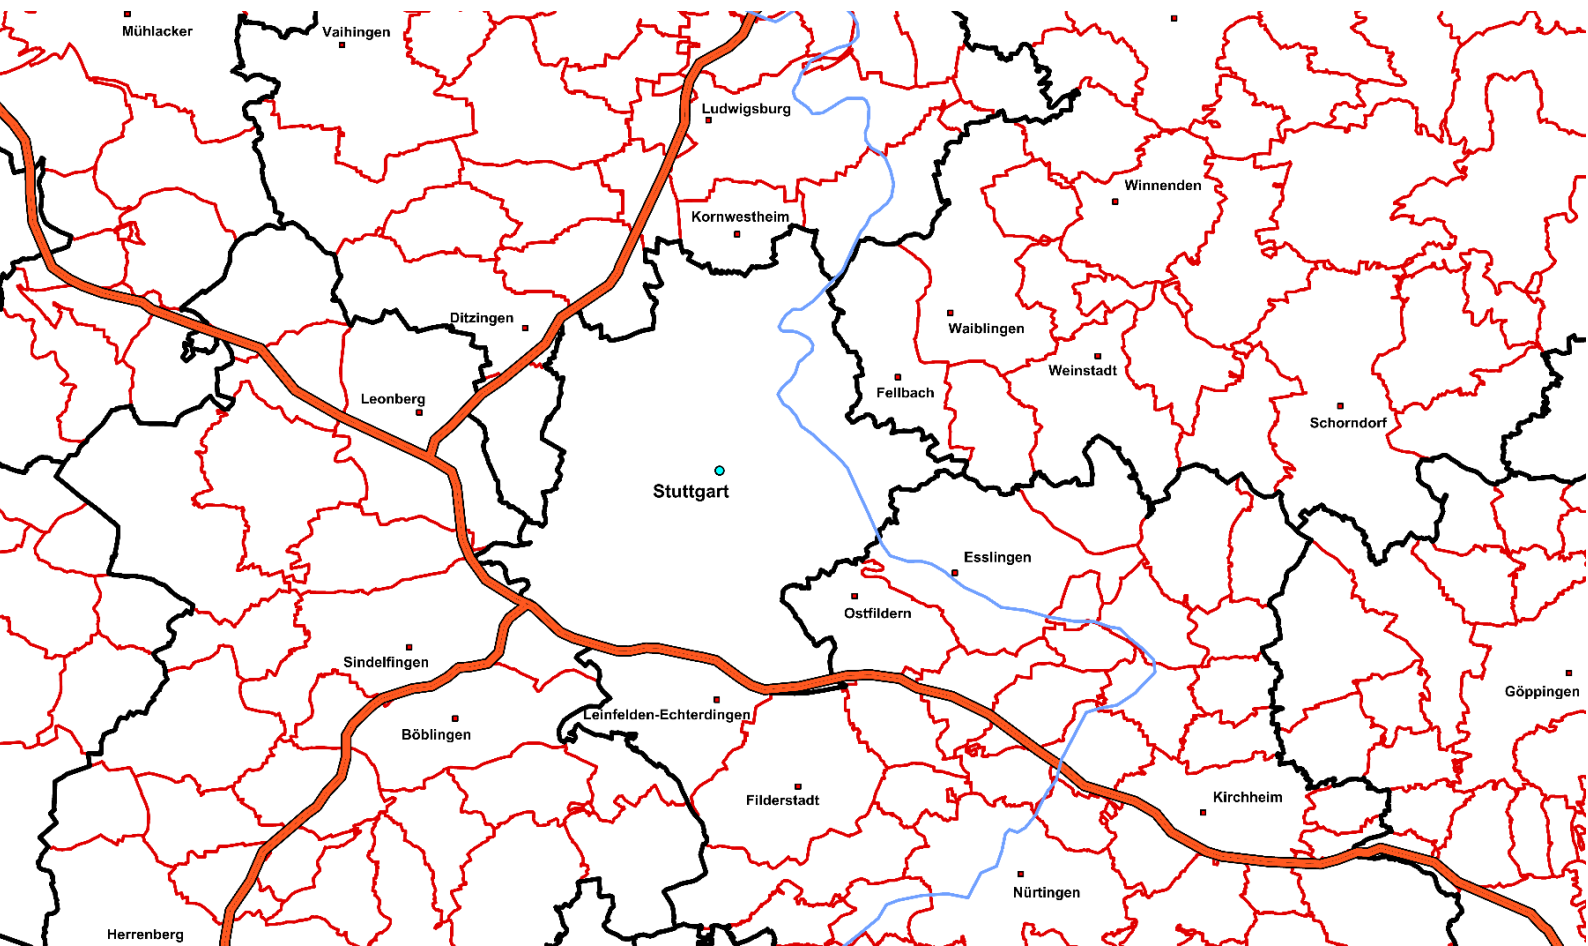 Mühlacker
Vaihingen
Ludwigsburg
Winnenden
Kornwestheim
Ditzingen
Waiblingen
Weinstadt
Fellbach
Leonberg
Schorndorf
Stuttgart
Esslingen
Ostfildern
Sindelfingen
Göppingen
Leinfelden-Echterdingen
Böblingen
Kirchheim
Filderstadt
Nürtingen
Herrenberg